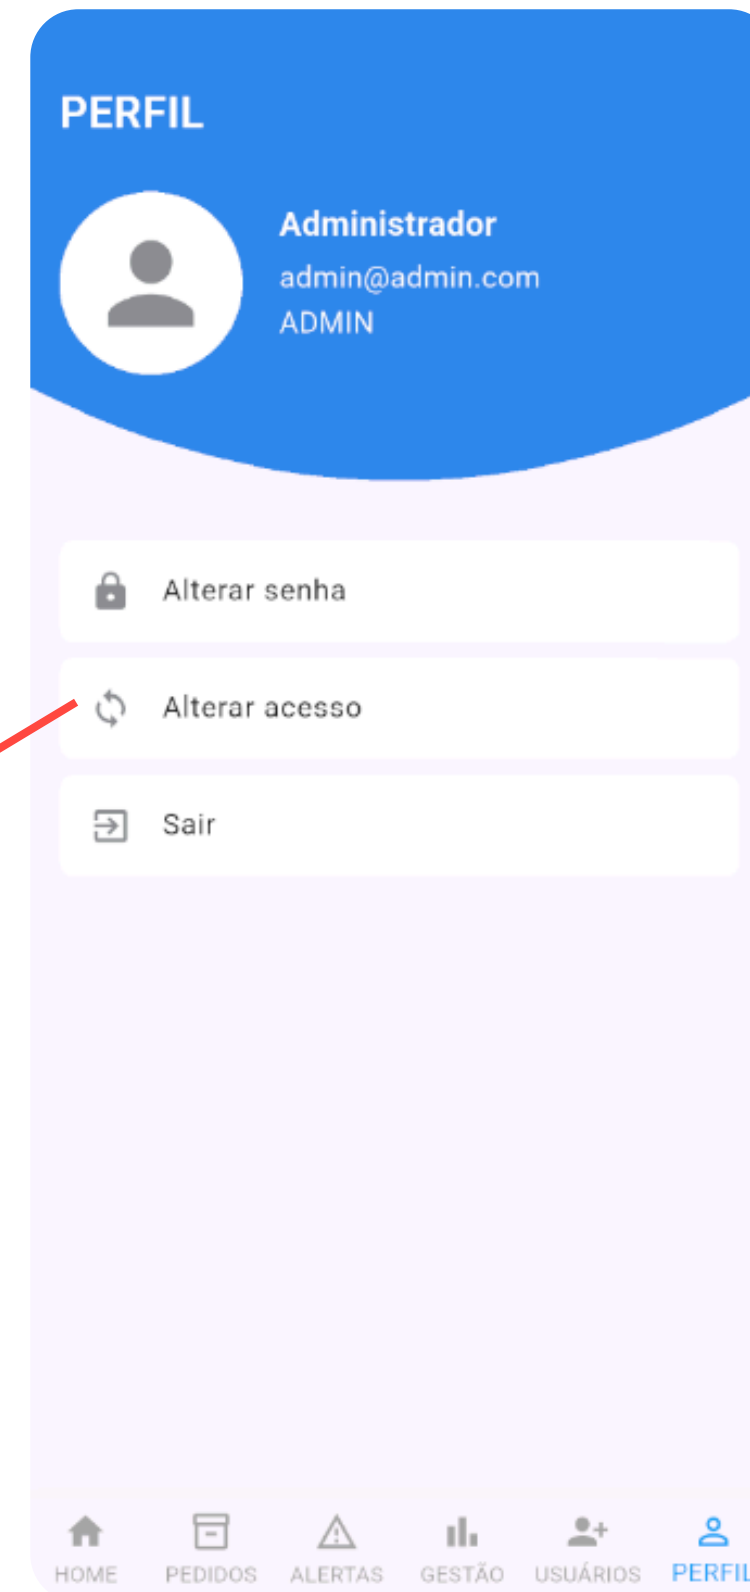 PERFIL
Administrador
admin@admin.com
ADMIN
Alterar senha
Alterar acesso
Sair
HOME PEDIDOS ALERTAS GESTÃO USUÁRIOS PERFIL